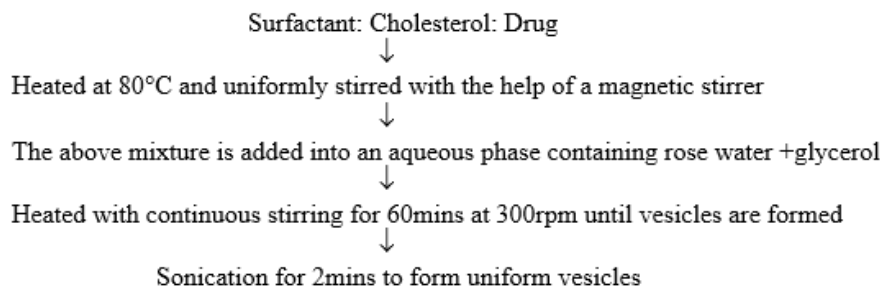 Surfactant: Cholesterol: Drug
↓
Heated at 80°C and uniformly stirred with the help of a magnetic stirrer
↓
The above mixture is added into an aqueous phase containing rose water +glycerol
↓
Heated with continuous stirring for 60mins at 300rpm until vesicles are formed
↓
Sonication for 2mins to form uniform vesicles